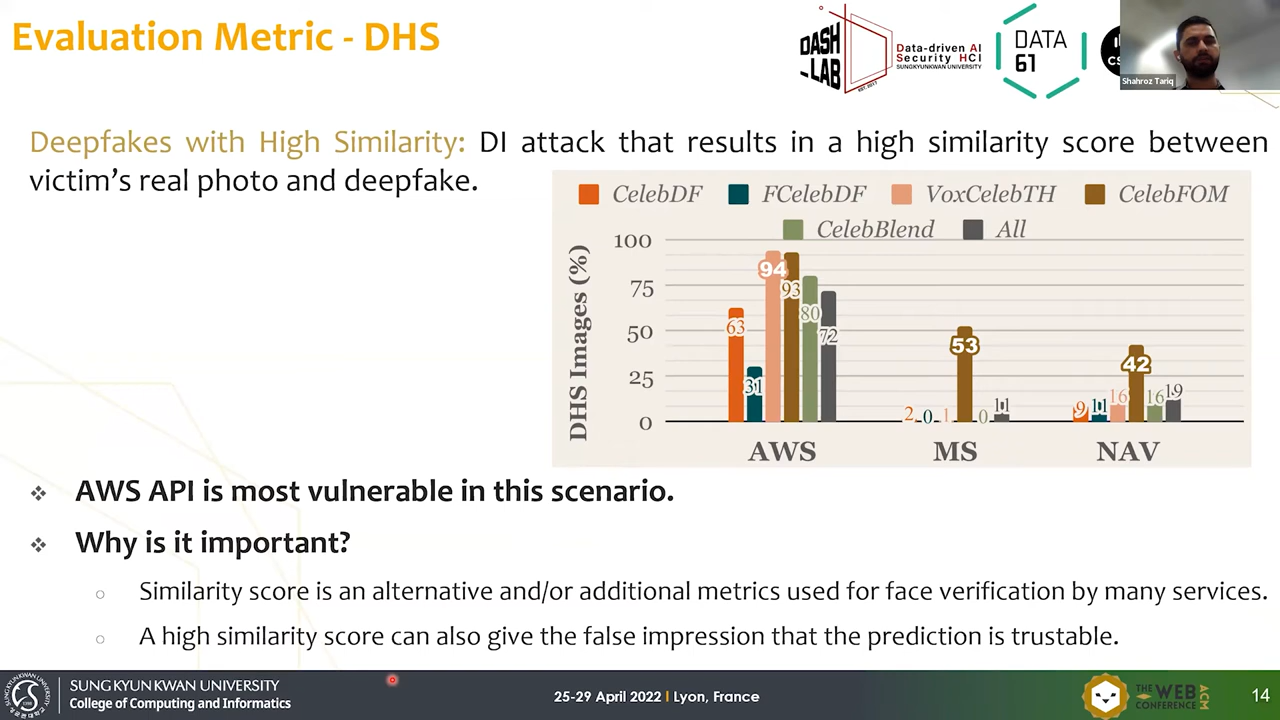 Evaluation Metric - DHS
DASH
LAB
EST. 2017
Data-driven AI
Security HCI
SUNGKYUNKWAN UNIVERSITY
DATA
61
Shahroz Tariq
Deepfakes with High Similarity: DI attack that results in a high similarity score between
victim's real photo and deepfake.
CelebDF FCelebDF VoxCelebTH CelebFOM
CelebBlend All
DHS Images (%)
100
75
50
25
0
63 31 94 93 80 72
2 0 1 53 0 11
9 11 16 42 16 19
AWS MS NAV
❖ AWS API is most vulnerable in this scenario.
❖ Why is it important?
○ Similarity score is an alternative and/or additional metrics used for face verification by many services.
○ A high similarity score can also give the false impression that the prediction is trustable.
SUNG KYUN KWAN UNIVERSITY
College of Computing and Informatics
25-29 April 2022 I Lyon, France
THE WEB
CONFERENCE
ACM
14